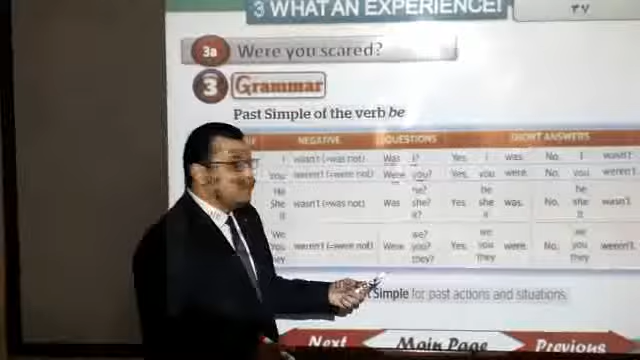 3 WHAT AN EXPERIENCE!
٣٧
3a Were you scared?
3 Grammar
Past Simple of the verb be
NEGATIVE QUESTIONS SHORT ANSWERS
I wasn't (=was not) Was I? Yes, I was. No, I wasn't.
You weren't (=were not) Were you? Yes, you were. No, you weren't.
He he? he he
She wasn't (=was not) Was she? Yes, she was. No, she wasn't.
It it? it it
We we? we we
You weren't (=were not) Were you? Yes, you were. No, you weren't.
they? they they
Simple for past actions and situations.
Next Main Page Previous